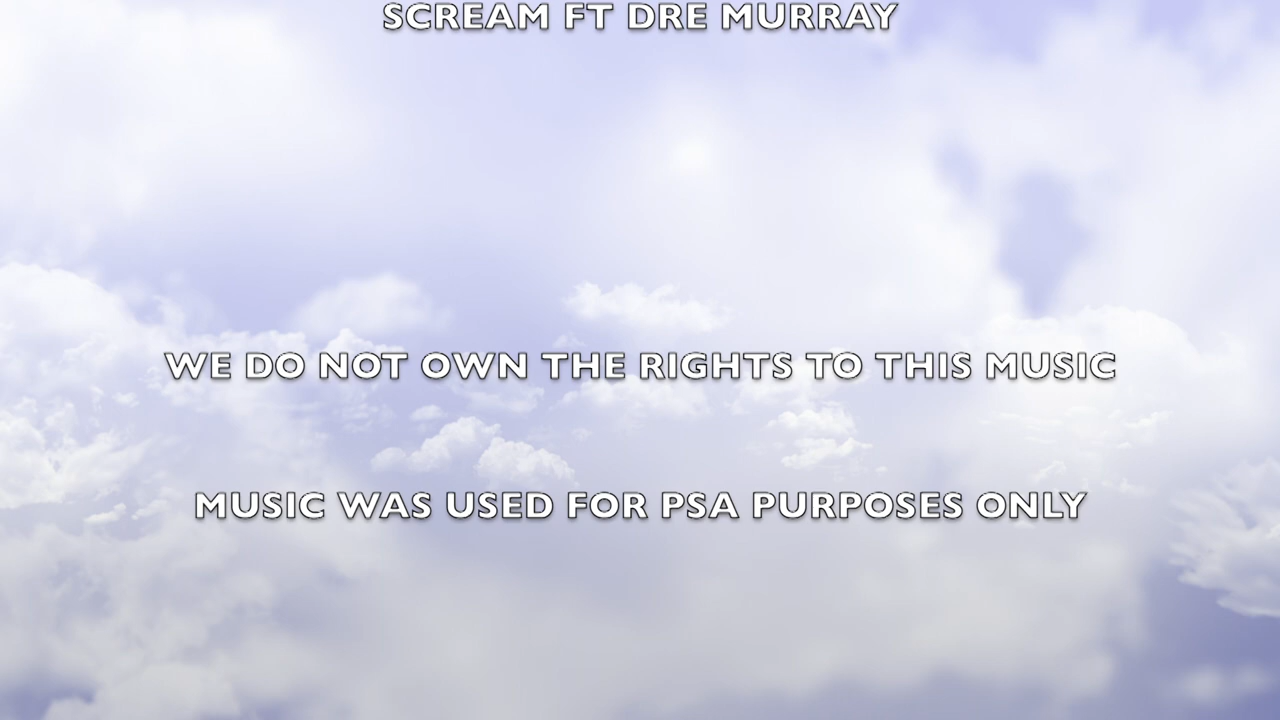 SCREAM FT DRE MURRAY
WE DO NOT OWN THE RIGHTS TO THIS MUSIC
MUSIC WAS USED FOR PSA PURPOSES ONLY